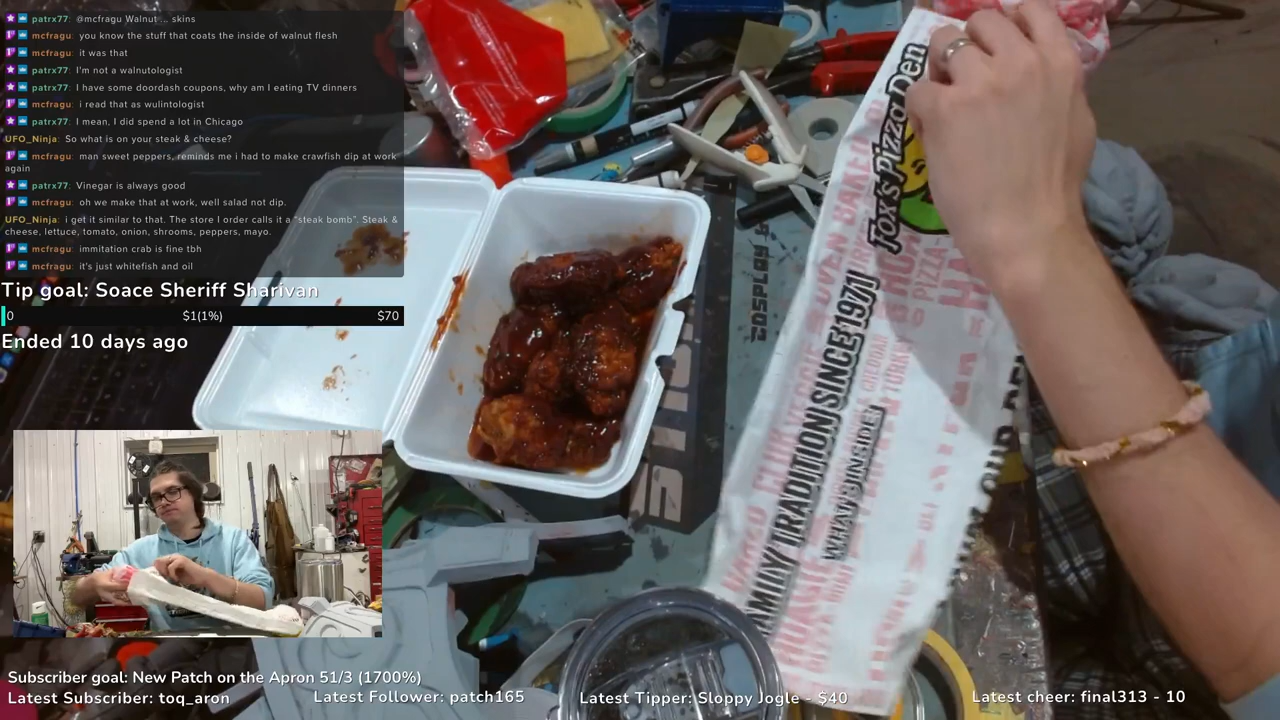 patrx77: @mcfragu Walnut ... skins
mcfragu: you know the stuff that coats the inside of walnut flesh
mcfragu: it was that
patrx77: I'm not a walnutologist
patrx77: I have some doordash coupons, why am I eating TV dinners
mcfragu: i read that as wulintologist
patrx77: I mean, I did spend a lot in Chicago
UFO_Ninja: So what is on your steak & cheese?
mcfragu: man sweet peppers, reminds me i had to make crawfish dip at work
again
patrx77: Vinegar is always good
mcfragu: oh we make that at work, well salad not dip.
UFO_Ninja: i get it similar to that. The store I order calls it a "steak bomb". Steak &
cheese, lettuce, tomato, onion, shrooms, peppers, mayo.
mcfragu: immitation crab is fine tbh
mcfragu: it's just whitefish and oil
Tip goal: Soace Sheriff Sharivan
0 $1(1%) $70
Ended 10 days ago
Fox's Pizza Den
FAMILY TRADITION SINCE 1971
WHAT'S INSIDE?
OVEN BAKED
PIZZA
COSPLAY &
Subscriber goal: New Patch on the Apron 51/3 (1700%)
Latest Subscriber: toq_aron
Latest Follower: patch165
Latest Tipper: Sloppy Jogle - $40
Latest cheer: final313 - 10